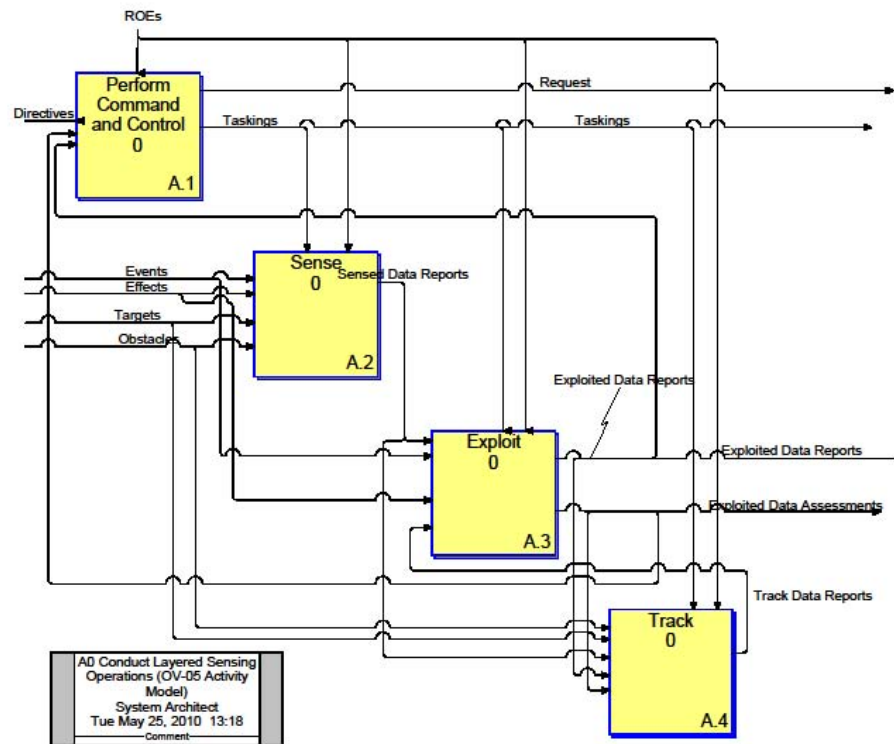 ROEs
Perform
Command
and Control
0
A.1
Directives
Request
Taskings
Taskings
Sense
0
A.2
Sensed Data Reports
Events
Effects
Targets
Obstacles
Exploit
0
A.3
Exploited Data Reports
Exploited Data Reports
Exploited Data Assessments
Track
0
A.4
Track Data Reports
A0 Conduct Layered Sensing
Operations (OV-05 Activity
Model)
System Architect
Tue May 25, 2010 13:18
Comment